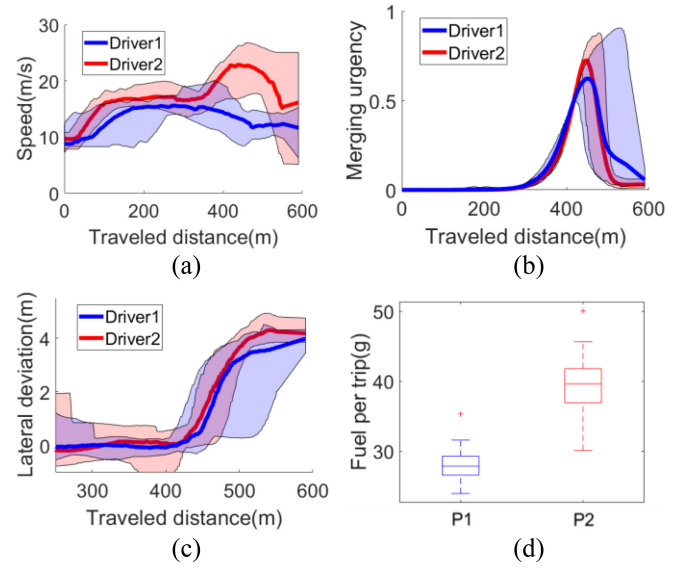 30
20
10
0
Speed(m/s)
Driver1
Driver2
0 200 400 600
Traveled distance(m)
(a)
1
0.5
0
Merging urgency
Driver1
Driver2
0 200 400 600
Traveled distance(m)
(b)
4
2
0
Lateral deviation(m)
Driver1
Driver2
300 400 500 600
Traveled distance(m)
(c)
50
40
30
Fuel per trip(g)
P1 P2
(d)